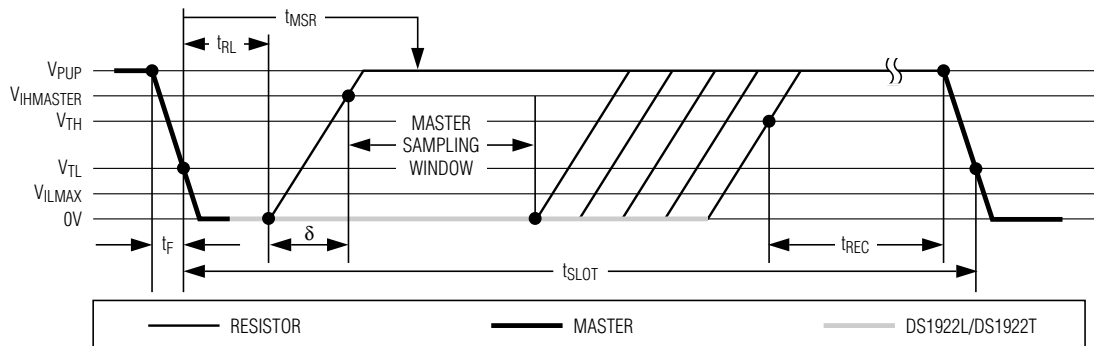 tMSR
tRL
VPUP
VIHMASTER
VTH
MASTER
SAMPLING
WINDOW
VTL
VILMAX
0V
tF
δ
tREC
tSLOT
RESISTOR
MASTER
DS1922L/DS1922T